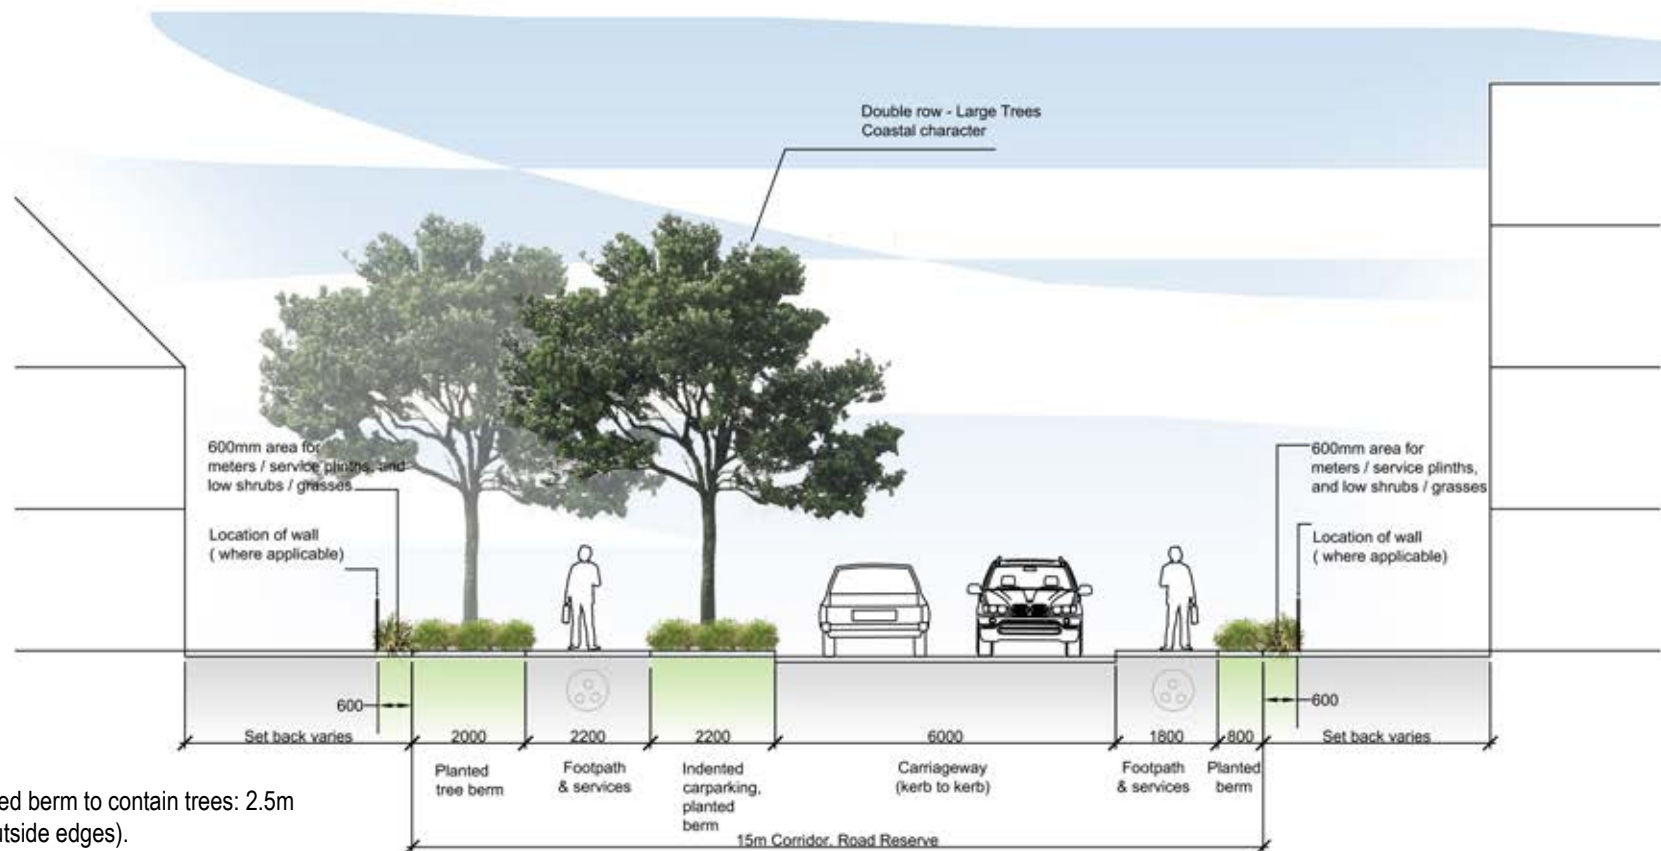 Double row - Large Trees
Coastal character
600mm area for
meters / service plinths, and
low shrubs / grasses
Location of wall
( where applicable)
600mm area for
meters / service plinths,
and low shrubs / grasses
Location of wall
( where applicable)
600
600
Set back varies
2000
2200
2200
6000
1800
800
Set back varies
Planted
tree berm
Footpath
& services
Indented
carparking,
planted
berm
Carriageway
(kerb to kerb)
Footpath
& services
Planted
berm
15m Corridor. Road Reserve
ed berm to contain trees: 2.5m
utside edges).